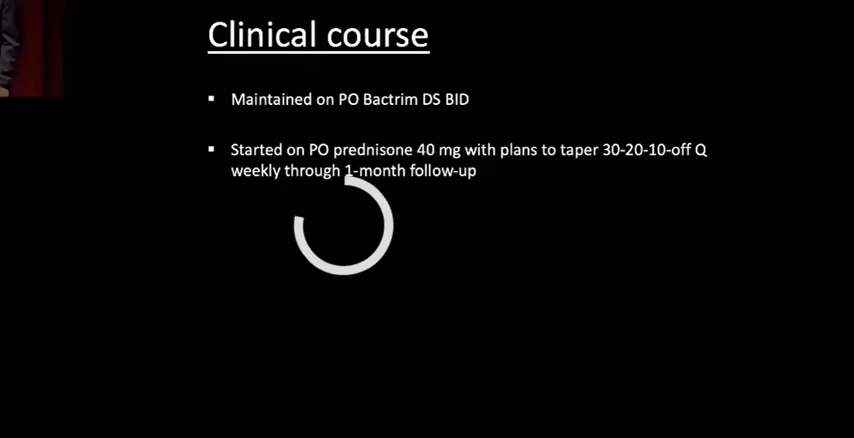 Clinical course
▪ Maintained on PO Bactrim DS BID
▪ Started on PO prednisone 40 mg with plans to taper 30-20-10-off Q
weekly through 1-month follow-up